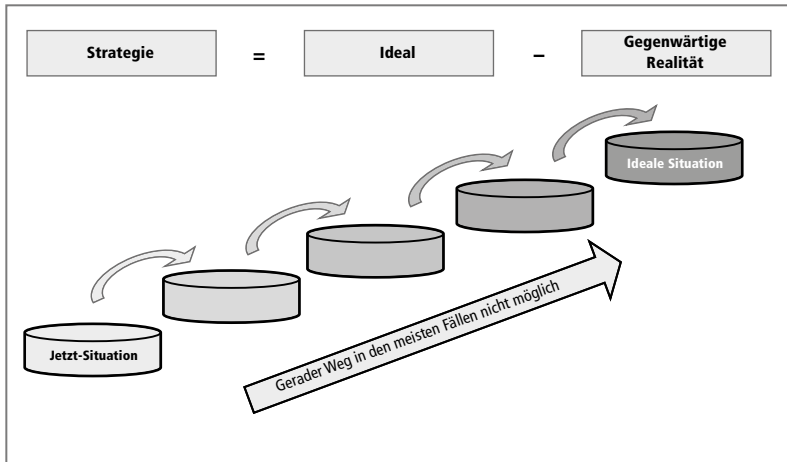 Strategie = Ideal – Gegenwärtige
Realität
Ideale Situation
Gerader Weg in den meisten Fällen nicht möglich
Jetzt-Situation